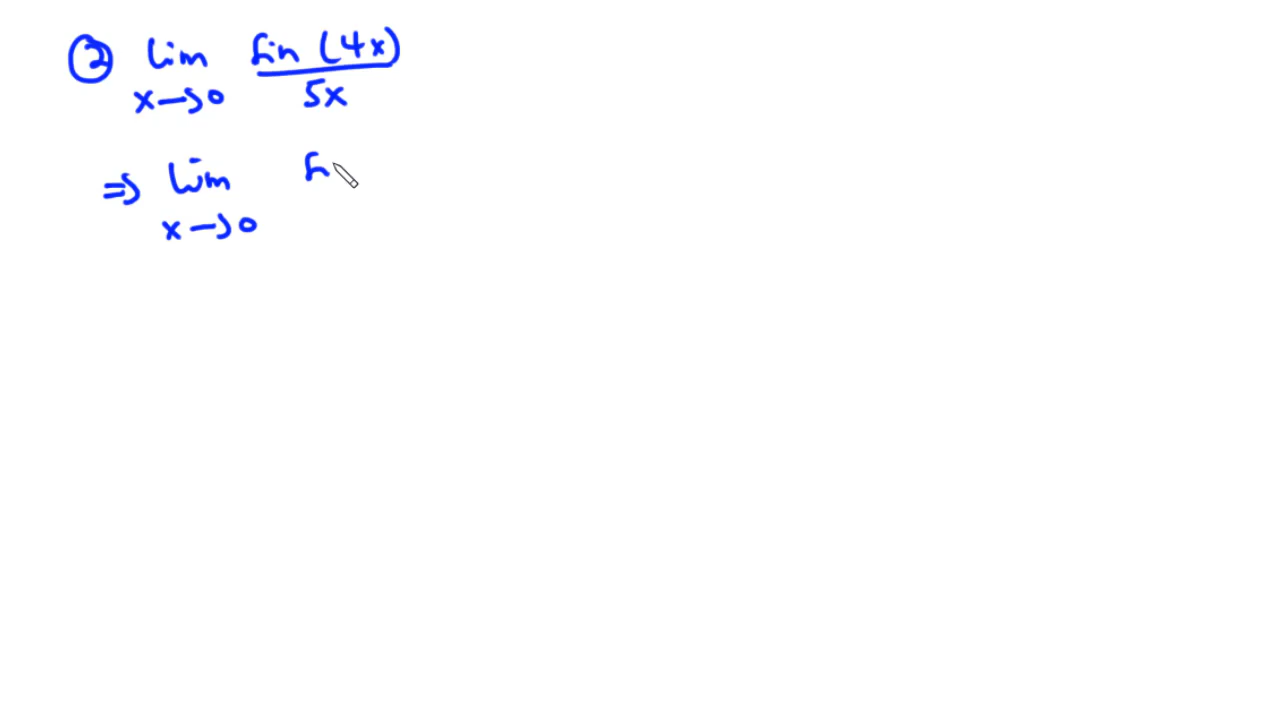 ② lim sin (4x)
x→0 5x
⇒ lim
x→0